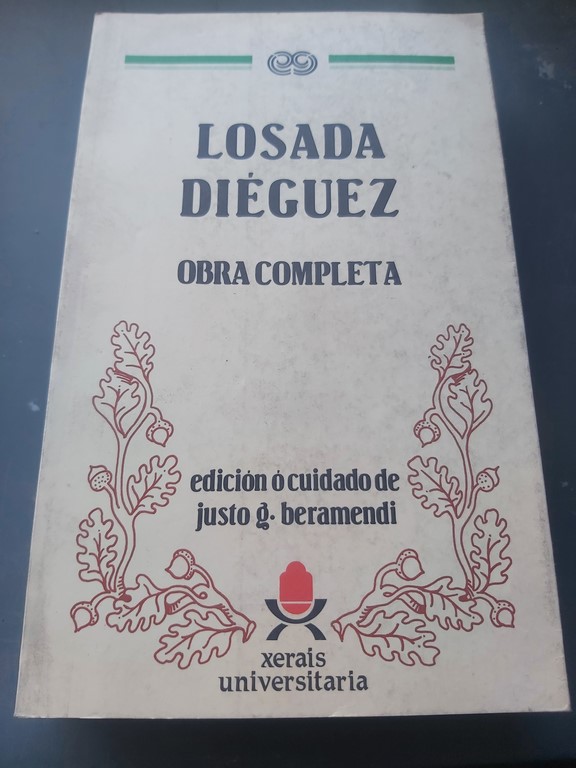 LOSADA
DIÉGUEZ
OBRA COMPLETA
edición ó cuidado de
justo g. beramendi
xerais
universitaria